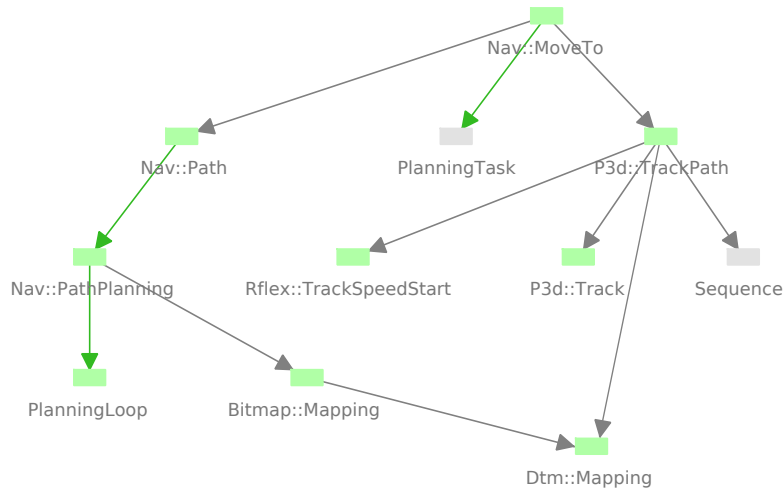 Nav::MoveTo
Nav::Path
PlanningTask
P3d::TrackPath
Nav::PathPlanning
Rflex::TrackSpeedStart
P3d::Track
Sequence
PlanningLoop
Bitmap::Mapping
Dtm::Mapping